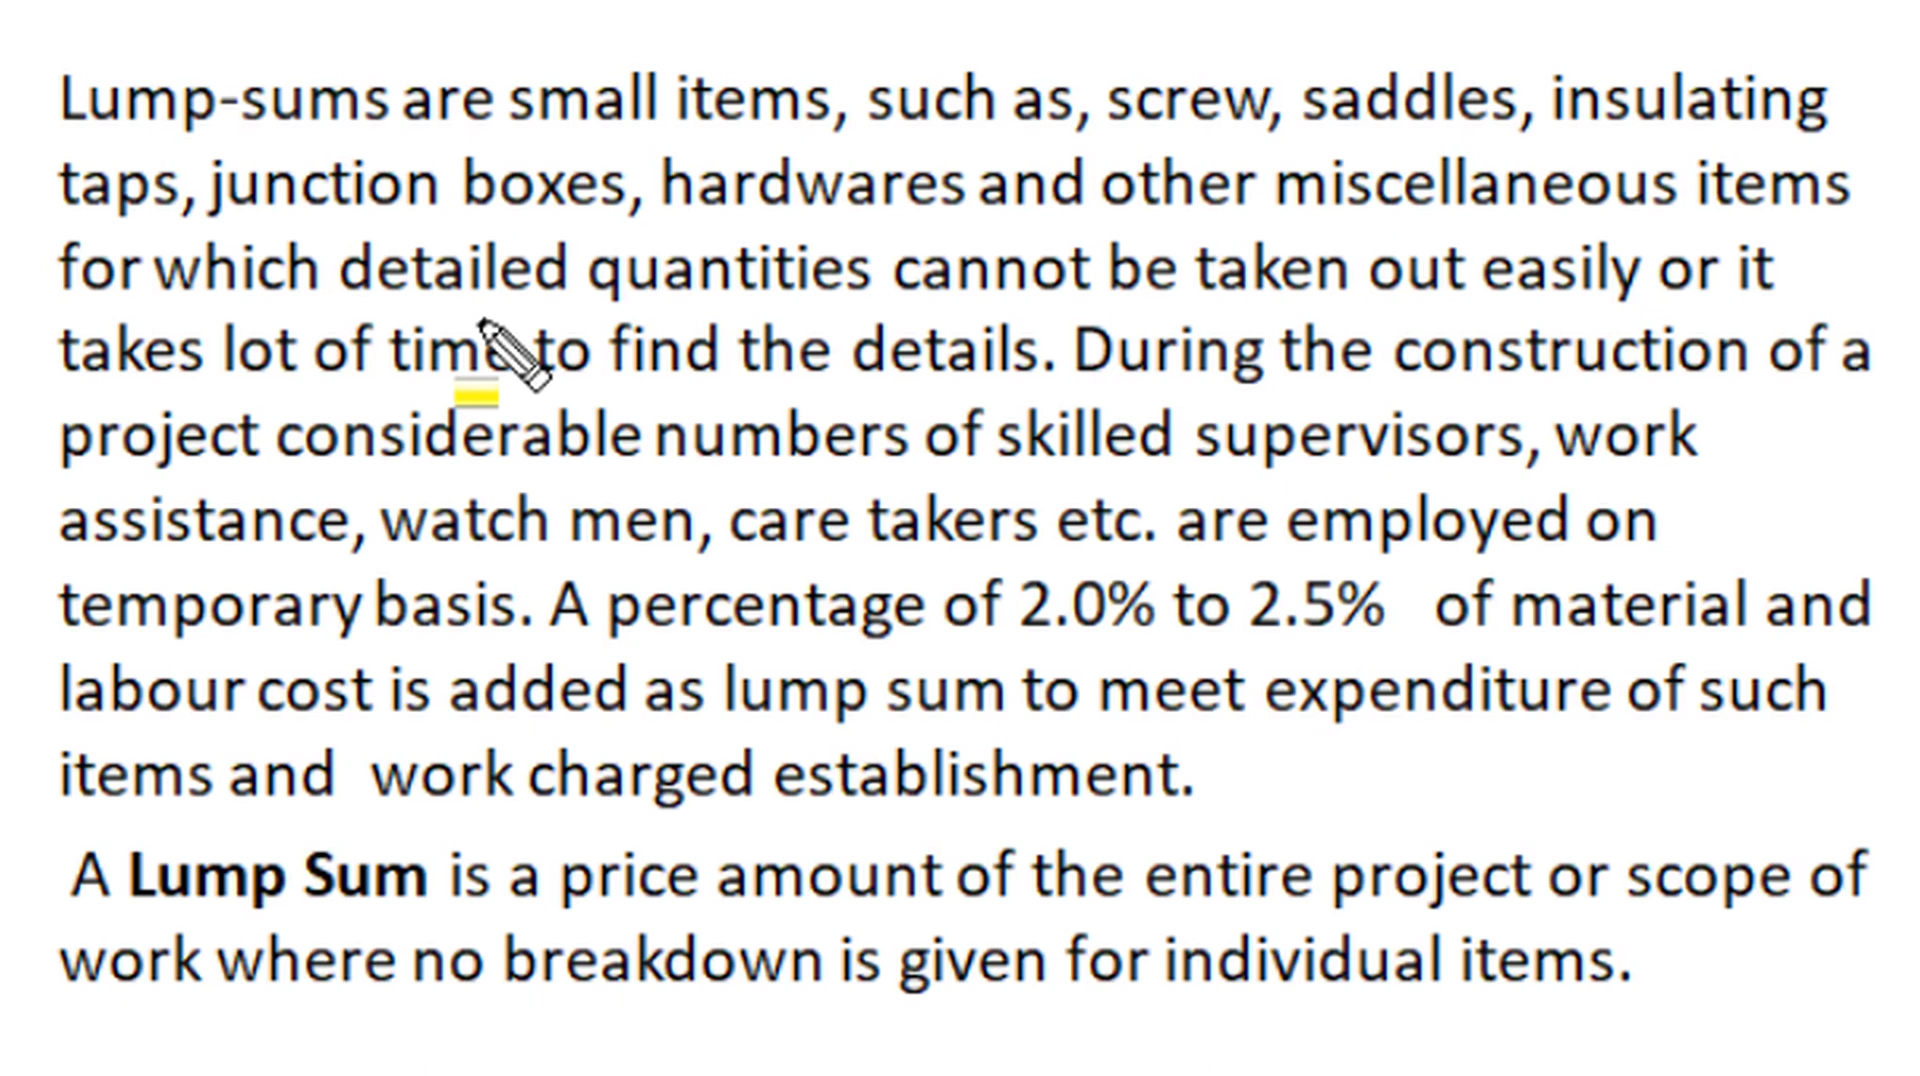 Lump-sums are small items, such as, screw, saddles, insulating
taps, junction boxes, hardwares and other miscellaneous items
for which detailed quantities cannot be taken out easily or it
takes lot of time to find the details. During the construction of a
project considerable numbers of skilled supervisors, work
assistance, watch men, care takers etc. are employed on
temporary basis. A percentage of 2.0% to 2.5% of material and
labour cost is added as lump sum to meet expenditure of such
items and work charged establishment.
A Lump Sum is a price amount of the entire project or scope of
work where no breakdown is given for individual items.